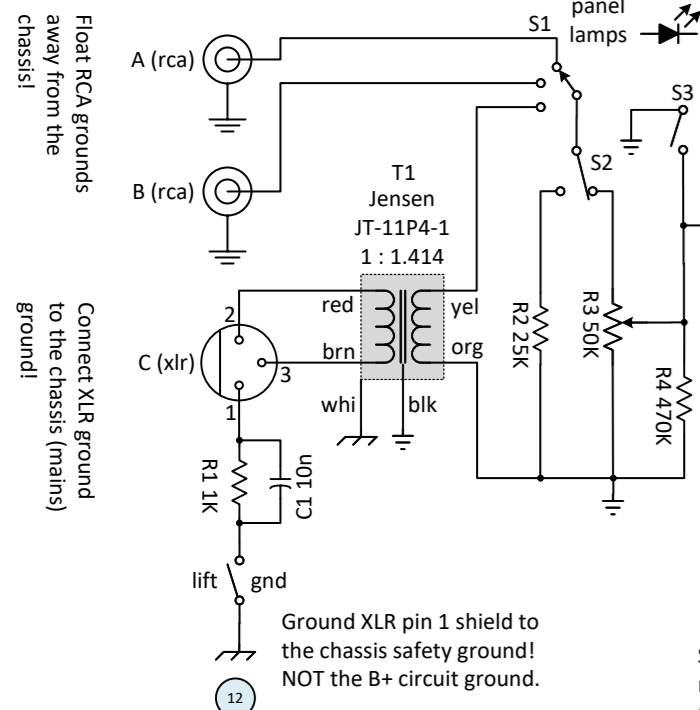 Float RCA grounds
away from the
chassis!
Connect XLR ground
to the chassis (mains)
ground!
A (rca)
B (rca)
C (xlr)
S1
panel
lamps
S3
S2
T1
Jensen
JT-11P4-1
1 : 1.414
red
yel
brn
org
whi
blk
2
3
1
R2 25K
R3 50K
R4 470K
R1 1K
C1 10n
lift
gnd
Ground XLR pin 1 shield to
the chassis safety ground!
NOT the B+ circuit ground.
12